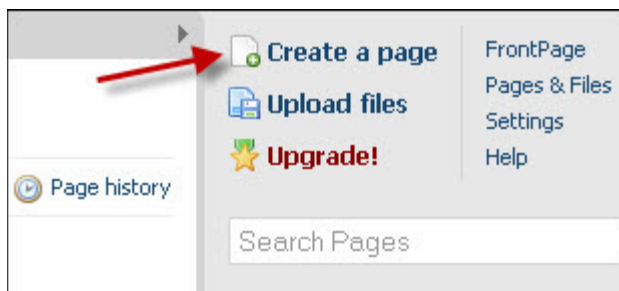 Create a page
Upload files
Upgrade!
FrontPage
Pages & Files
Settings
Help
Page history
Search Pages